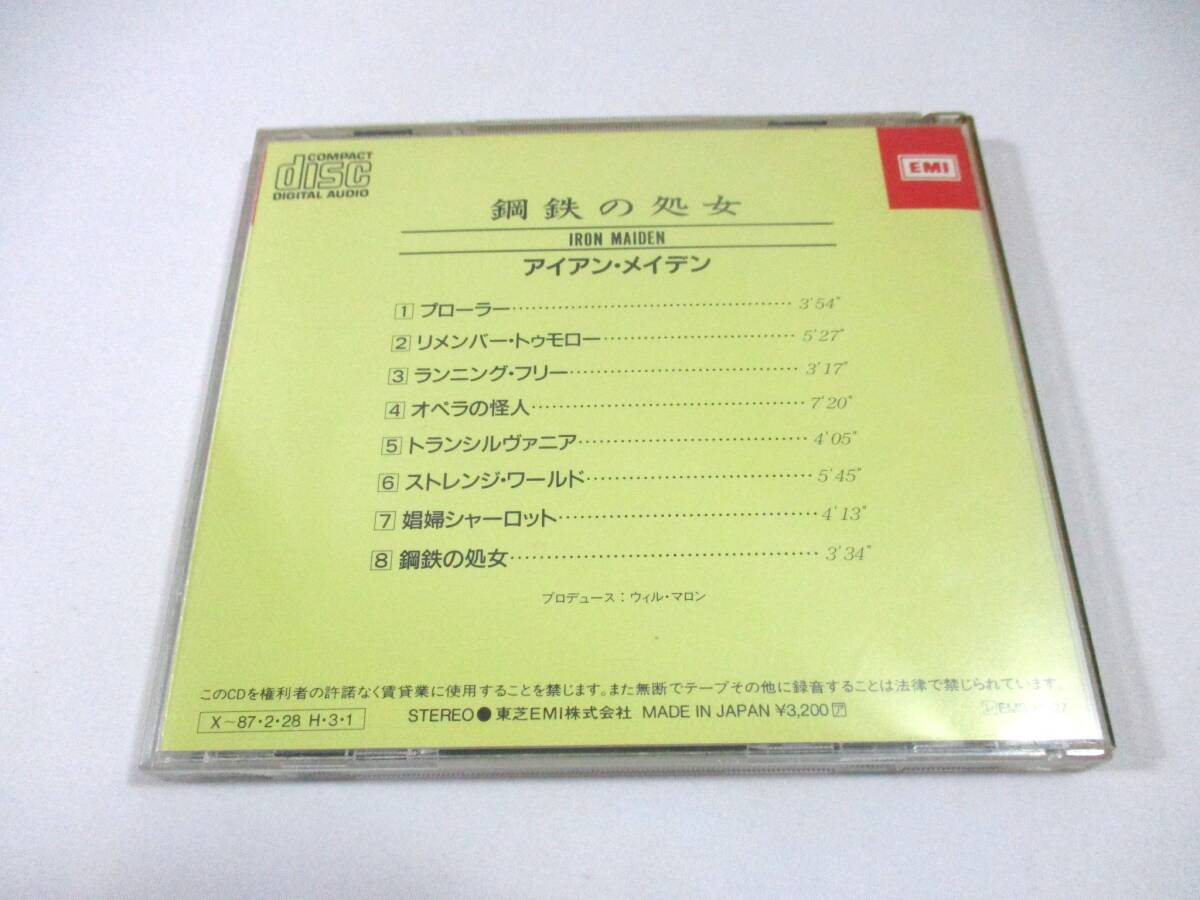 COMPACT
disc
DIGITAL AUDIO
EMI
鋼鉄の処女
IRON MAIDEN
アイアン・メイデン
1 プローラー 3'54"
2 リメンバー・トゥモロー 5'27"
3 ランニング・フリー 3'17"
4 オペラの怪人 7'20"
5 トランシルヴァニア 4'05"
6 ストレンジ・ワールド 5'45"
7 娼婦シャーロット 4'13"
8 鋼鉄の処女 3'34"
プロデュース：ウィル・マロン
このCDを権利者の許諾なく賃貸業に使用することを禁じます。また無断でテープその他に録音することは法律で禁じられています。
X〜87・2・28 H・3・1 STEREO●東芝EMI株式会社 MADE IN JAPAN ¥3,200 ア